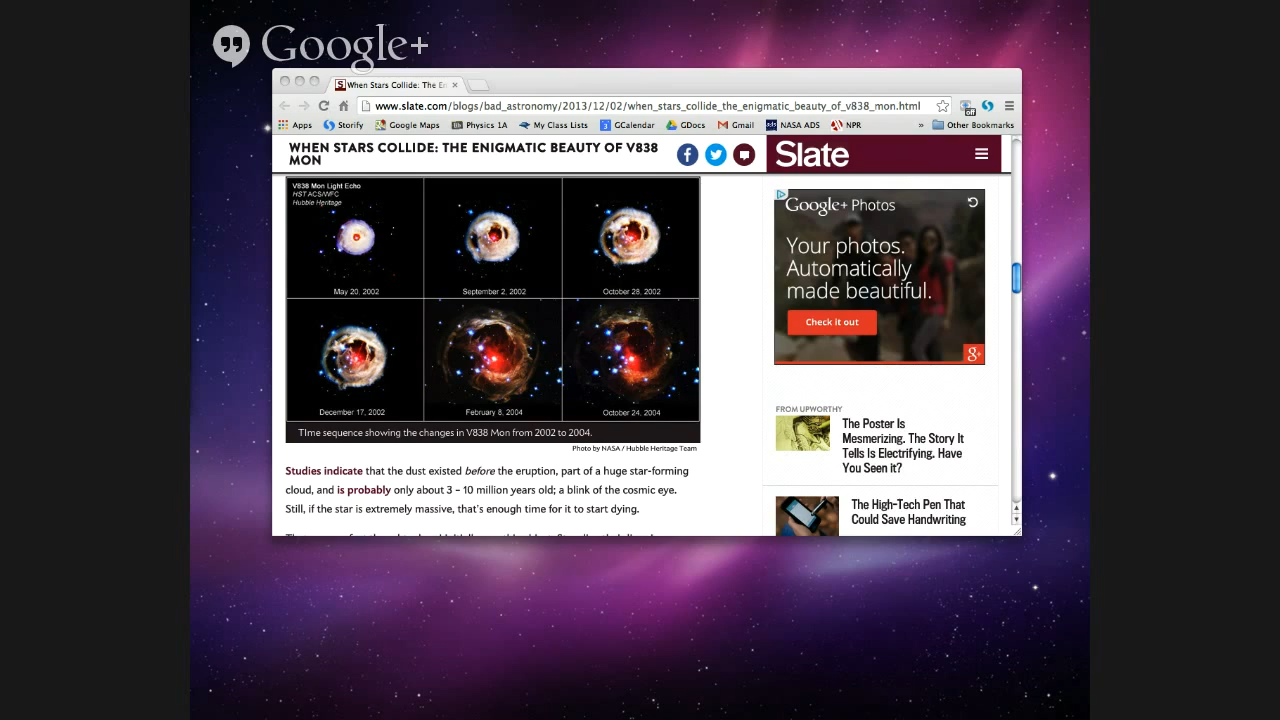 Google+
When Stars Collide: The En
www.slate.com/blogs/bad_astronomy/2013/12/02/when_stars_collide_the_enigmatic_beauty_of_v838_mon.html
Apps Storify Google Maps Physics 1A My Class Lists GCalendar GDocs Gmail NASA ADS NPR » Other Bookmarks
WHEN STARS COLLIDE: THE ENIGMATIC BEAUTY OF V838
MON
Slate
V838 Mon Light Echo
HST ACS/WFC
Hubble Heritage
May 20, 2002
September 2, 2002
October 28, 2002
December 17, 2002
February 8, 2004
October 24, 2004
TIme sequence showing the changes in V838 Mon from 2002 to 2004.
Photo by NASA / Hubble Heritage Team
Studies indicate that the dust existed before the eruption, part of a huge star-forming
cloud, and is probably only about 3 – 10 million years old; a blink of the cosmic eye.
Still, if the star is extremely massive, that's enough time for it to start dying.
Google+ Photos
Your photos.
Automatically
made beautiful.
Check it out
g+
FROM UPWORTHY
The Poster Is
Mesmerizing. The Story It
Tells Is Electrifying. Have
You Seen it?
The High-Tech Pen That
Could Save Handwriting